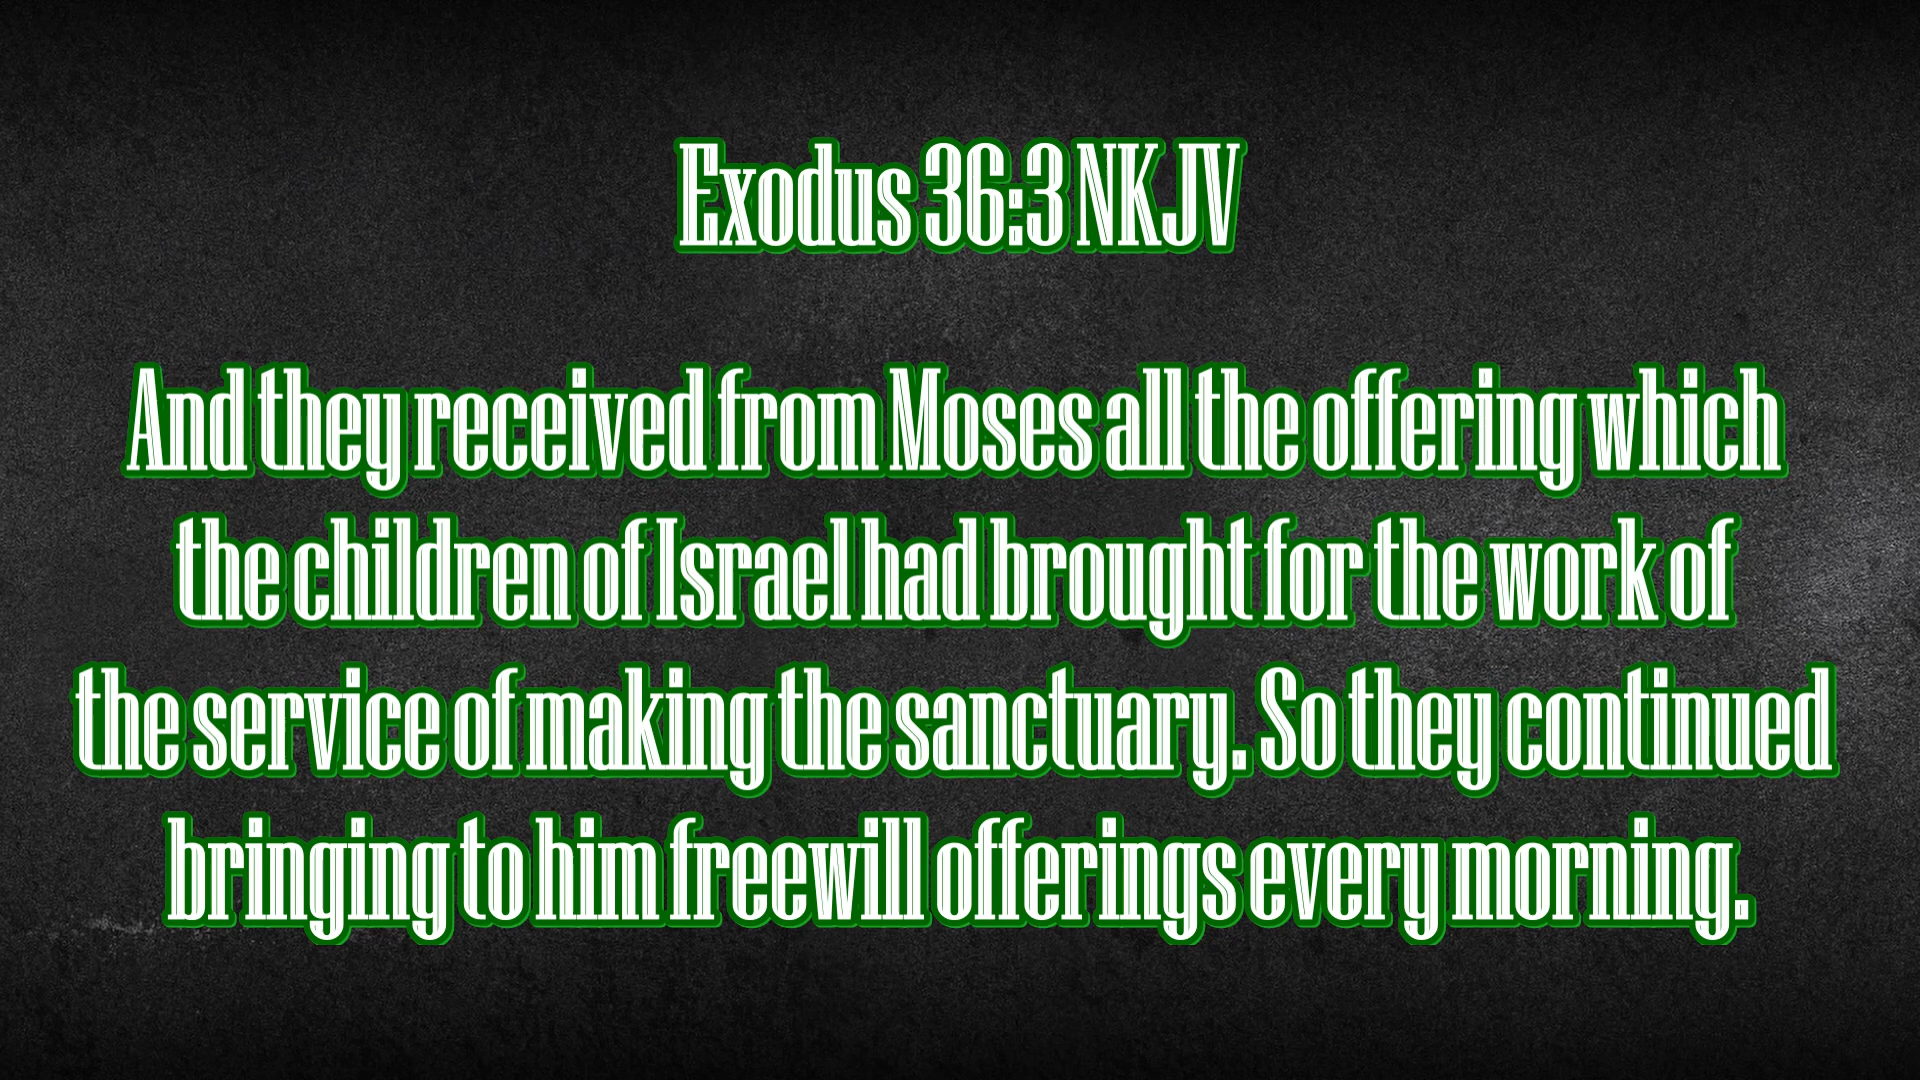 Exodus 36:3 NKJV
And they received from Moses all the offering which
the children of Israel had brought for the work of
the service of making the sanctuary. So they continued
bringing to him freewill offerings every morning.